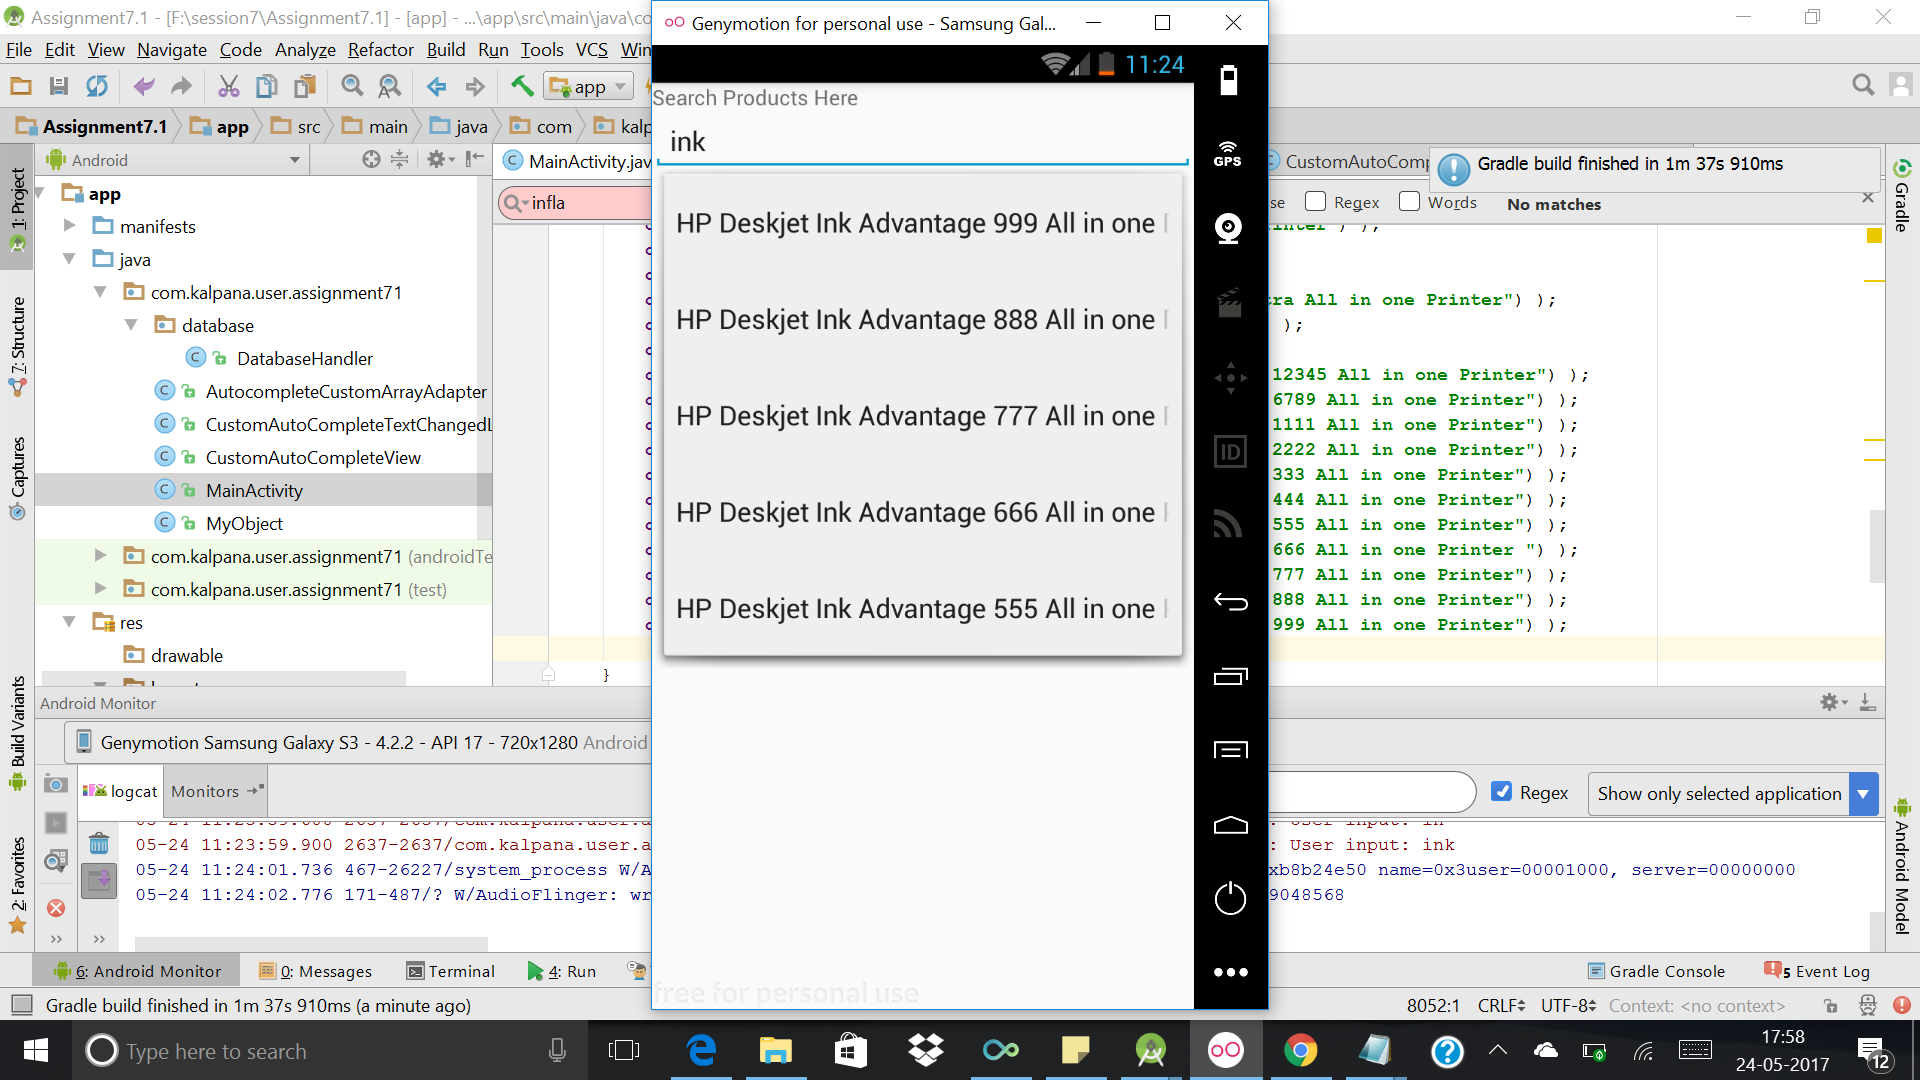 Assignment7.1 - [F:\session7\Assignment7.1] - [app] - ...\app\src\main\java\co
File Edit View Navigate Code Analyze Refactor Build Run Tools VCS Win
app
Assignment7.1 app src main java com kalp
Android
1: Project
7: Structure
Captures
Build Variants
2: Favorites
app
manifests
java
com.kalpana.user.assignment71
database
DatabaseHandler
AutocompleteCustomArrayAdapter
CustomAutoCompleteTextChangedL
CustomAutoCompleteView
MainActivity
MyObject
com.kalpana.user.assignment71 (androidTe
com.kalpana.user.assignment71 (test)
res
drawable
MainActivity.jav
infla
}
Genymotion for personal use - Samsung Gal...
11:24
Search Products Here
ink
HP Deskjet Ink Advantage 999 All in one
HP Deskjet Ink Advantage 888 All in one
HP Deskjet Ink Advantage 777 All in one
HP Deskjet Ink Advantage 666 All in one
HP Deskjet Ink Advantage 555 All in one
free for personal use
GPS
ID
CustomAutoComp
Gradle build finished in 1m 37s 910ms
se Regex Words No matches
inter") );
tra All in one Printer") );
);
12345 All in one Printer") );
6789 All in one Printer") );
1111 All in one Printer") );
2222 All in one Printer") );
333 All in one Printer") );
444 All in one Printer") );
555 All in one Printer") );
666 All in one Printer ") );
777 All in one Printer") );
888 All in one Printer") );
999 All in one Printer") );
Gradle
Android Model
Android Monitor
Genymotion Samsung Galaxy S3 - 4.2.2 - API 17 - 720x1280 Android
logcat Monitors
Regex Show only selected application
05-24 11:23:59.900 2637-2637/com.kalpana.user.a : User input: ink
05-24 11:24:01.736 467-26227/system_process W/A xb8b24e50 name=0x3user=00001000, server=00000000
05-24 11:24:02.776 171-487/? W/AudioFlinger: wr 9048568
6: Android Monitor 0: Messages Terminal 4: Run Gradle Console 5 Event Log
Gradle build finished in 1m 37s 910ms (a minute ago) 8052:1 CRLF UTF-8 Context: <no context>
Type here to search
17:58
24-05-2017
12